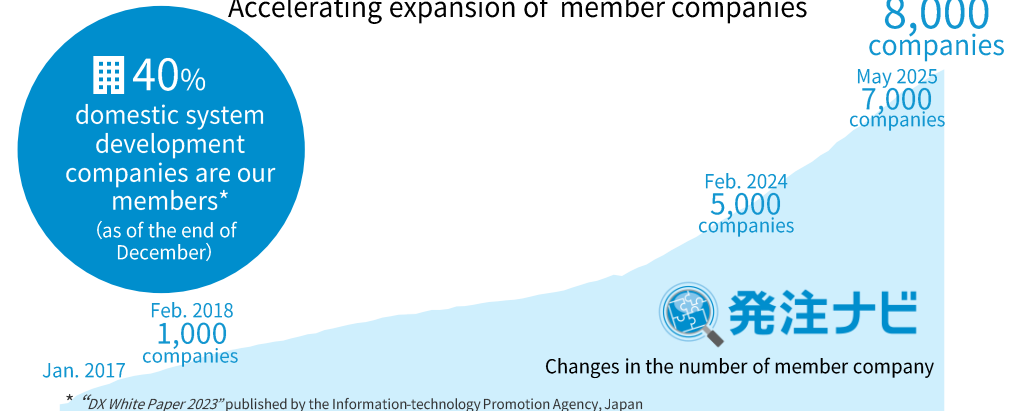 Accelerating expansion of member companies
8,000
companies
40%
domestic system
development
companies are our
members*
(as of the end of
December)
May 2025
7,000
companies
Feb. 2024
5,000
companies
Feb. 2018
1,000
companies
Jan. 2017
発注ナビ
Changes in the number of member company
* "DX White Paper 2023" published by the Information-technology Promotion Agency, Japan